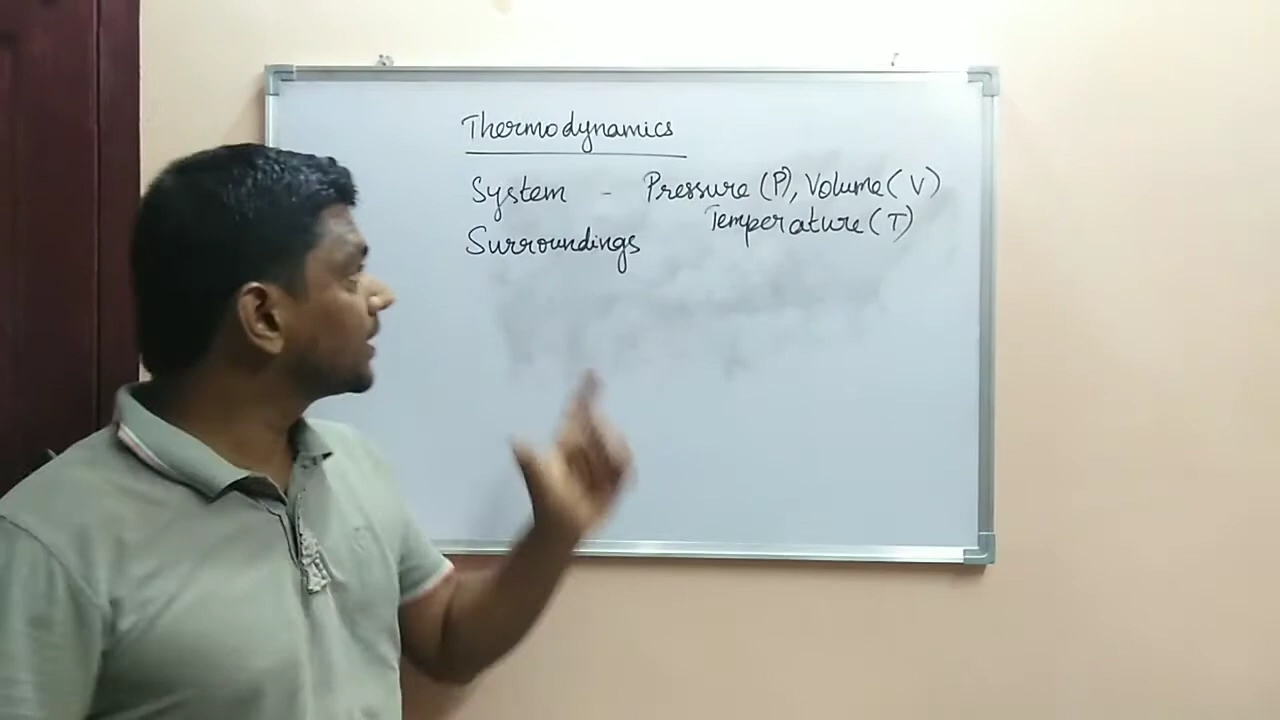 Thermodynamics
System - Pressure (P), Volume (V)
Temperature (T)
Surroundings